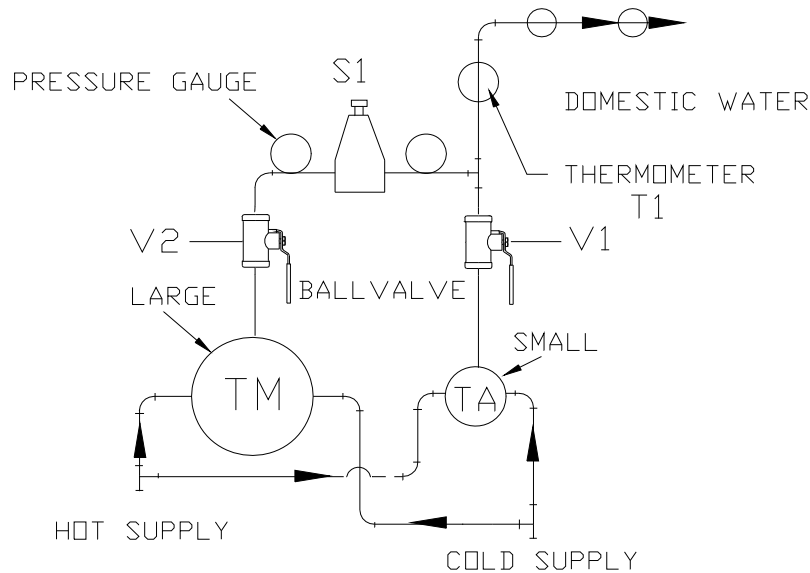 S1
PRESSURE GAUGE
DOMESTIC WATER
THERMOMETER
T1
V2
V1
BALLVALVE
LARGE
SMALL
TM
TA
HOT SUPPLY
COLD SUPPLY